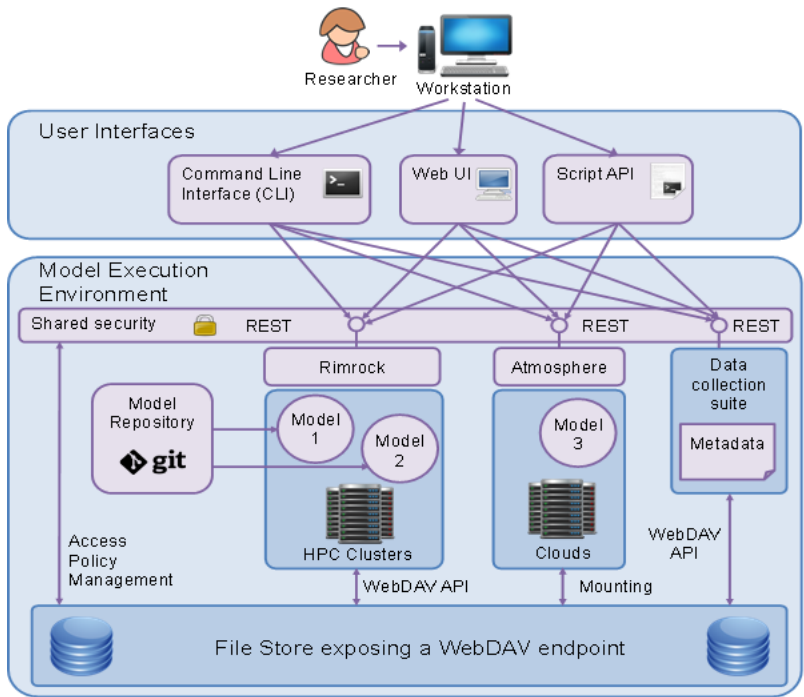 Researcher
Workstation
User Interfaces
Command Line
Interface (CLI)
Web UI
Script API
Model Execution
Environment
Shared security
REST
REST
REST
Rimrock
Atmosphere
Data
collection
suite
Model
Repository
git
Model
1
Model
2
Model
3
Metadata
HPC Clusters
Clouds
Access
Policy
Management
WebDAV API
Mounting
WebDAV
API
File Store exposing a WebDAV endpoint